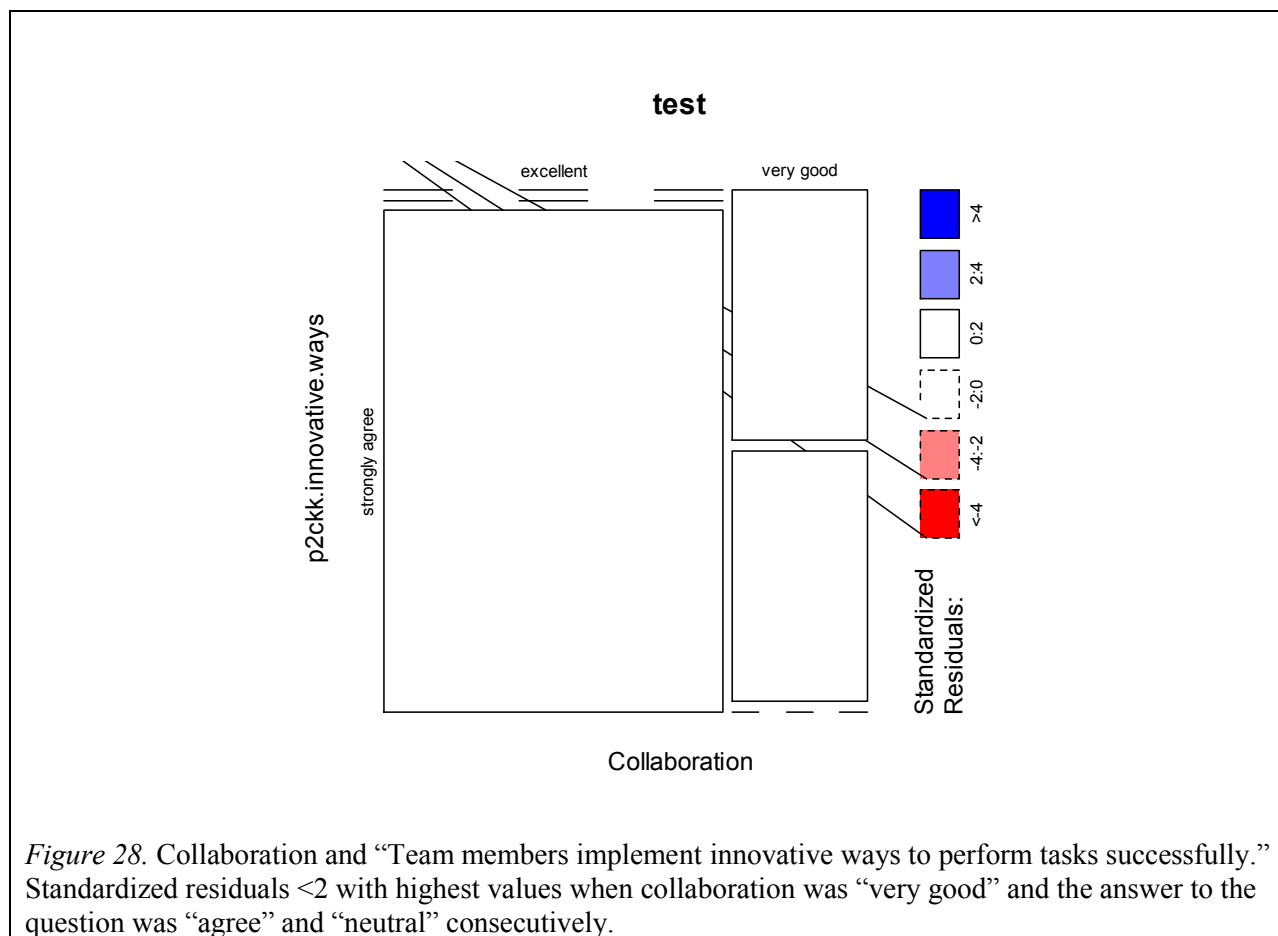 test
excellent
very good
p2ckk.innovative.ways
strongly agree
>4
2:4
0:2
-2:0
-4:-2
<-4
Standardized
Residuals:
Collaboration
Figure 28. Collaboration and “Team members implement innovative ways to perform tasks successfully.”
Standardized residuals <2 with highest values when collaboration was “very good” and the answer to the
question was “agree” and “neutral” consecutively.